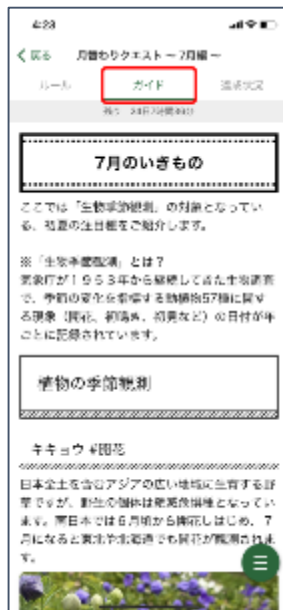 4:23
戻る 月替わりクエスト ～ 7月編 ～
ルール ガイド 達成状況
7月のいきもの
ここでは「生物季節観測」の対象となってい
る、初夏の注目種をご紹介します。
※「生物季節観測」とは？
気象庁が1953年から継続してきた生物調査
で、季節の変化を指標する動植物57種に関す
る現象（開花、初鳴き、初見など）の日付が年
ごとに記録されています。
植物の季節観測
キキョウ #開花
日本全土を含むアジアの広い地域に生育する野
草ですが、野生の個体は絶滅危惧種となってい
ます。南日本では6月頃から開花しはじめ、7
月になると東北や北海道でも開花が観測されま
す。